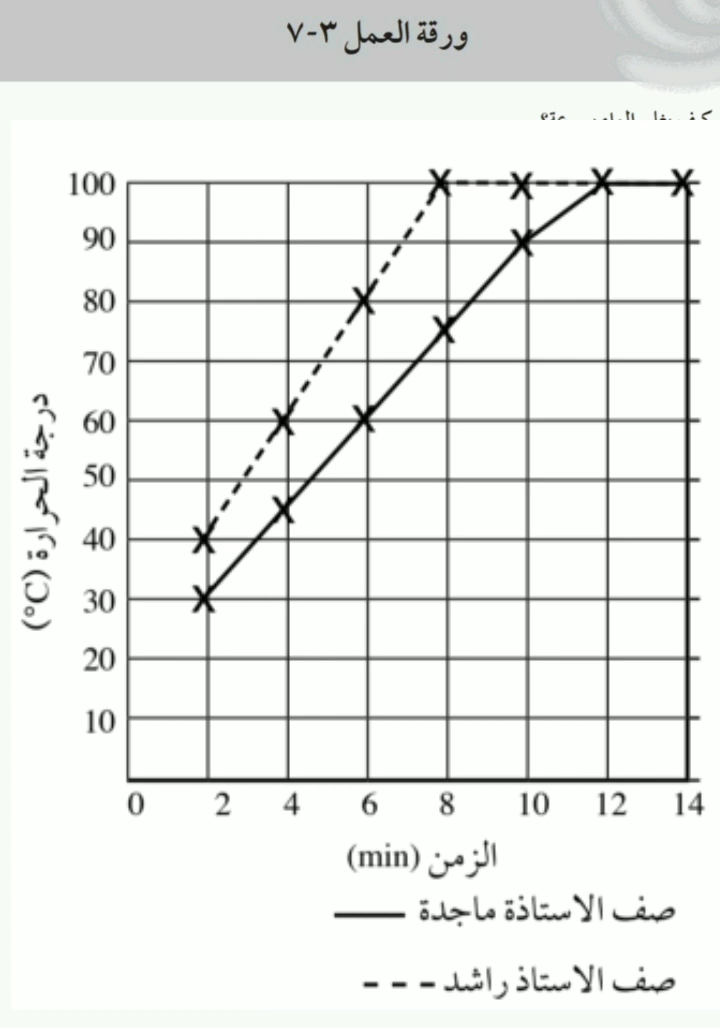 ورقة العمل ٣-٧
100
90
80
70
60
50
40
30
20
10
درجة الحرارة (°C)
0 2 4 6 8 10 12 14
الزمن (min)
صف الاستاذة ماجدة
صف الاستاذ راشد